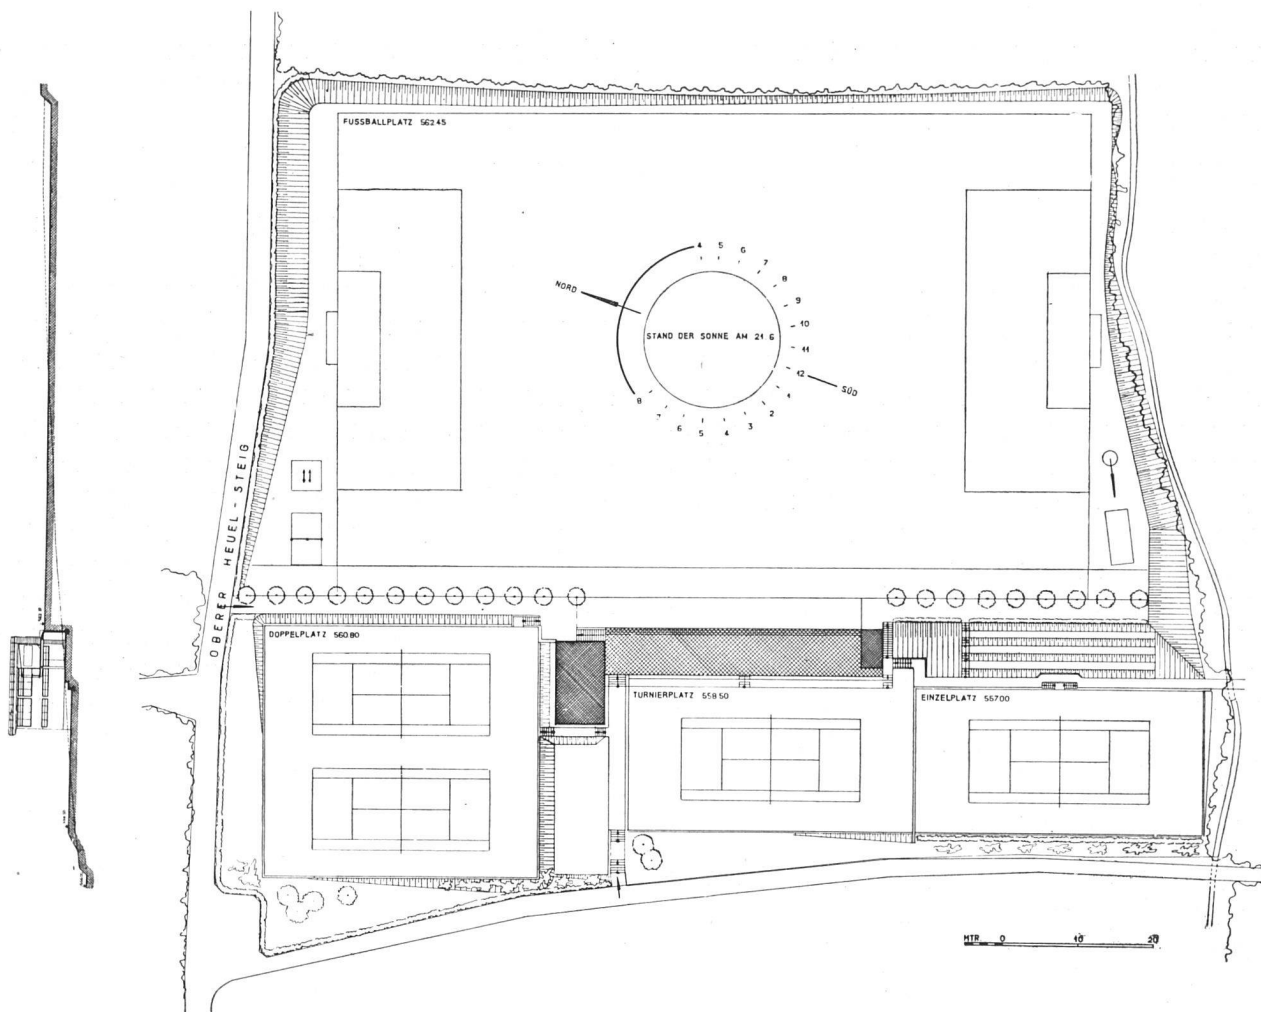 FUSSBALLPLATZ 562.45
4 5 6 7 8 9 10 11 12 1 2 3 4 5 6 7 8
NORD
STAND DER SONNE AM 21 6
SÜD
OBERER HEUEL-STEIG
DOPPELPLATZ 560.80
TURNIERPLATZ 558.50
EINZELPLATZ 557.00
MTR. 0 10 20